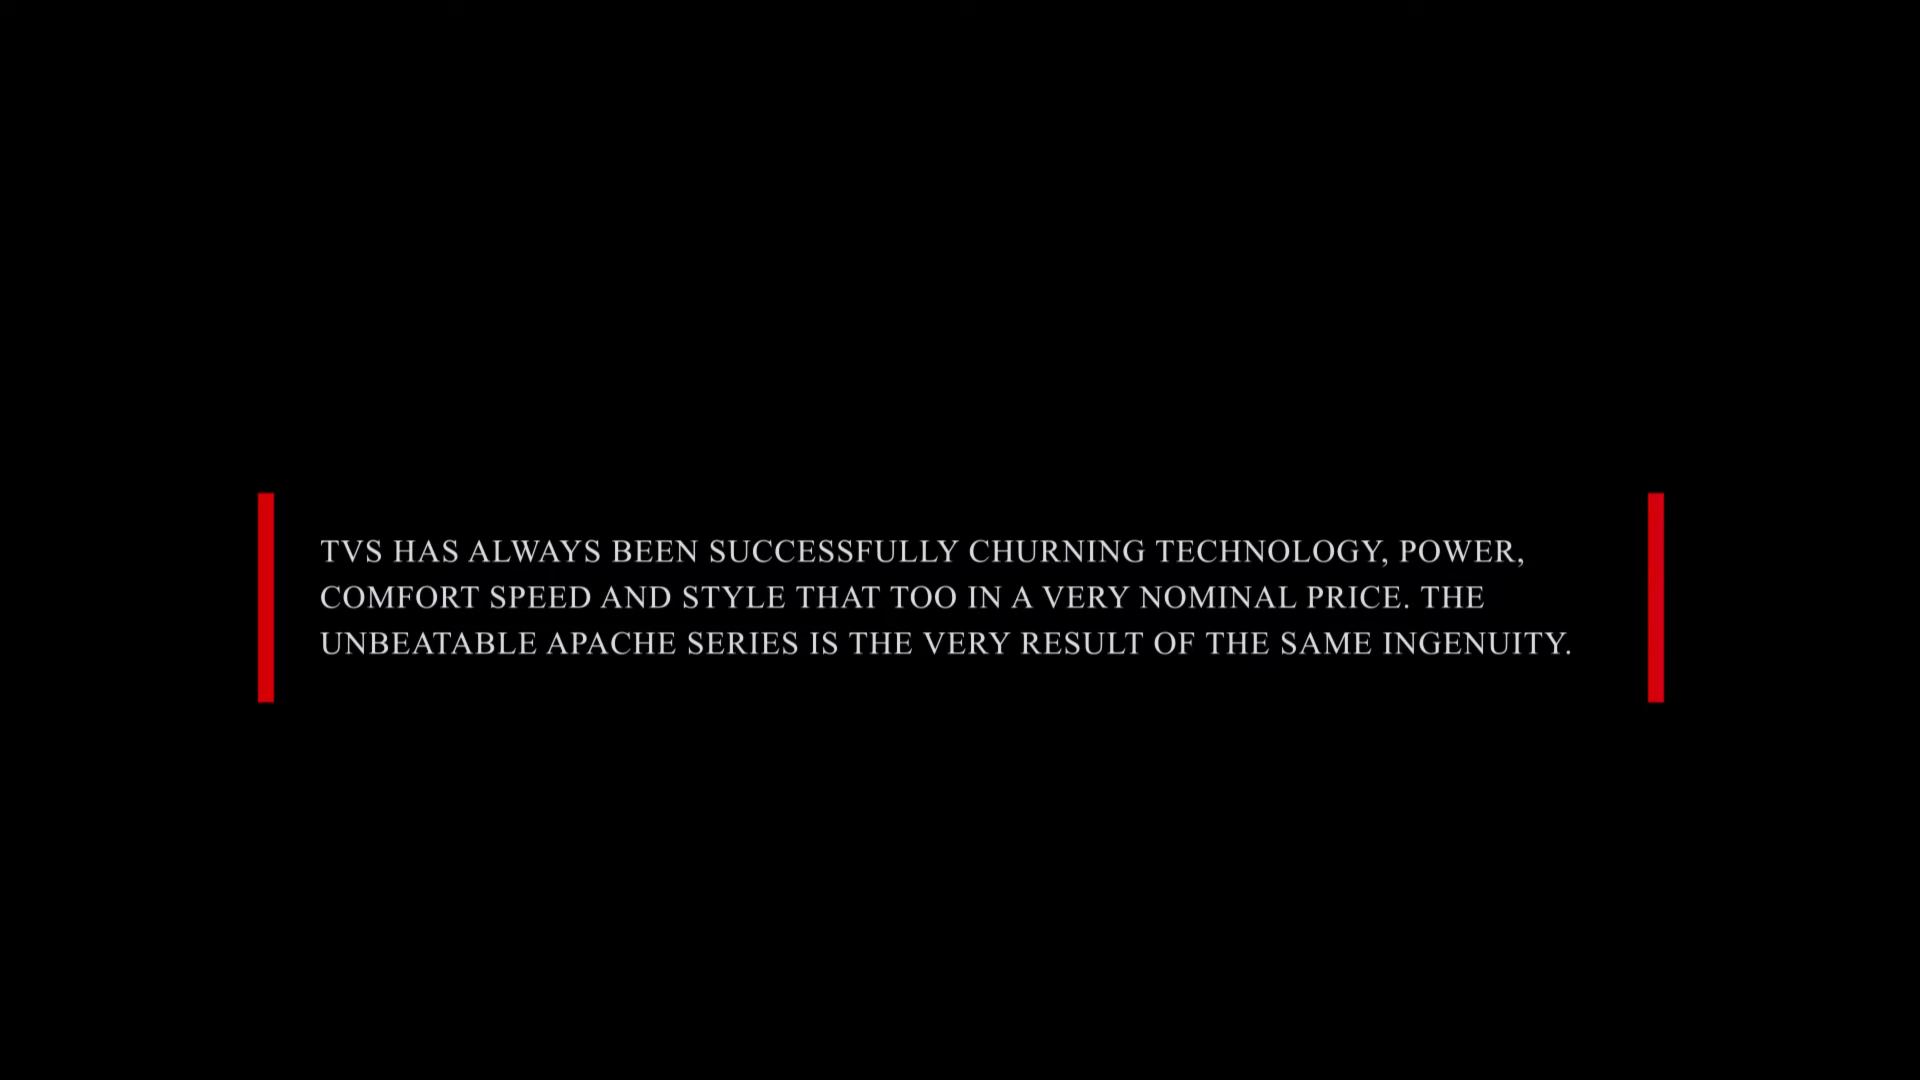 TVS HAS ALWAYS BEEN SUCCESSFULLY CHURNING TECHNOLOGY, POWER,
COMFORT SPEED AND STYLE THAT TOO IN A VERY NOMINAL PRICE. THE
UNBEATABLE APACHE SERIES IS THE VERY RESULT OF THE SAME INGENUITY.